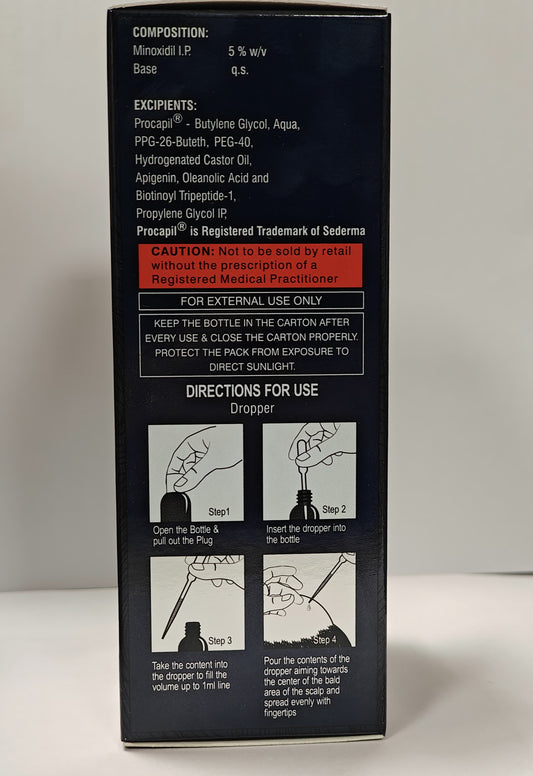 COMPOSITION:
Minoxidil I.P. 5 % w/v
Base q.s.
EXCIPIENTS:
Procapil® - Butylene Glycol, Aqua,
PPG-26-Buteth, PEG-40,
Hydrogenated Castor Oil,
Apigenin, Oleanolic Acid and
Biotinoyl Tripeptide-1,
Propylene Glycol IP,
Procapil® is Registered Trademark of Sederma
CAUTION: Not to be sold by retail
without the prescription of a
Registered Medical Practitioner
FOR EXTERNAL USE ONLY
KEEP THE BOTTLE IN THE CARTON AFTER
EVERY USE & CLOSE THE CARTON PROPERLY.
PROTECT THE PACK FROM EXPOSURE TO
DIRECT SUNLIGHT.
DIRECTIONS FOR USE
Dropper
Step1
Open the Bottle &
pull out the Plug
Step 2
Insert the dropper into
the bottle
Step 3
Take the content into
the dropper to fill the
volume up to 1ml line
Step 4
Pour the contents of the
dropper aiming towards
the center of the bald
area of the scalp and
spread evenly with
fingertips